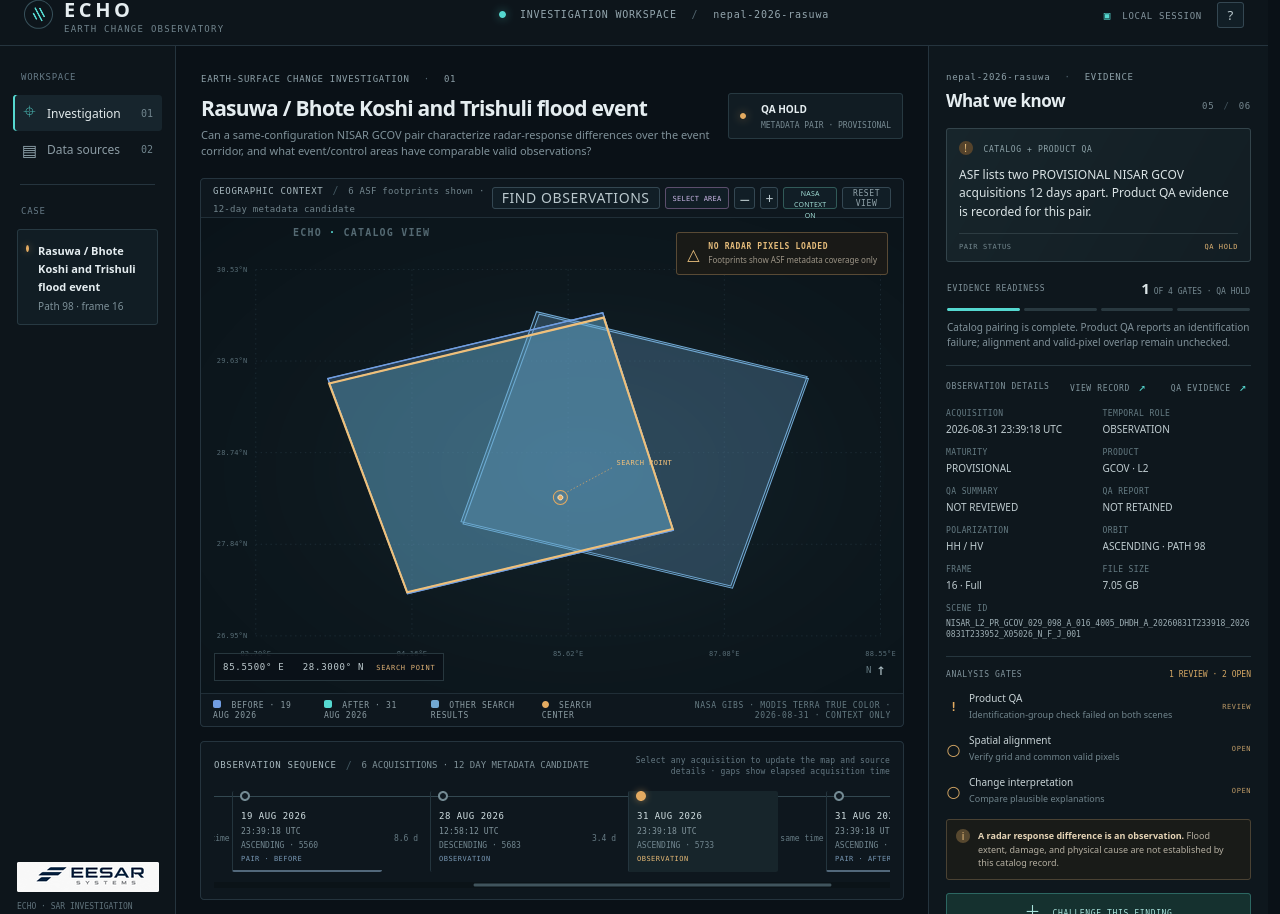 ECHO
EARTH CHANGE OBSERVATORY
INVESTIGATION WORKSPACE / nepal-2026-rasuwa
LOCAL SESSION ?
WORKSPACE
Investigation 01
Data sources 02
CASE
Rasuwa / Bhote
Koshi and Trishuli
flood event
Path 98 · frame 16
EESAR
SYSTEMS
ECHO · SAR INVESTIGATION
EARTH-SURFACE CHANGE INVESTIGATION · 01
Rasuwa / Bhote Koshi and Trishuli flood event
Can a same-configuration NISAR GCOV pair characterize radar-response differences over the event
corridor, and what event/control areas have comparable valid observations?
QA HOLD
METADATA PAIR · PROVISIONAL
GEOGRAPHIC CONTEXT / 6 ASF footprints shown ·
12-day metadata candidate
FIND OBSERVATIONS
SELECT AREA
— +
NASA
CONTEXT
ON
RESET
VIEW
ECHO · CATALOG VIEW
NO RADAR PIXELS LOADED
Footprints show ASF metadata coverage only
30.53°N
29.63°N
28.74°N
27.84°N
26.95°N
SEARCH POINT
85.62°E
87.08°E
88.55°E
85.5500° E 28.3000° N SEARCH POINT
N ↑
BEFORE · 19
AUG 2026
AFTER · 31
AUG 2026
OTHER SEARCH
RESULTS
SEARCH
CENTER
NASA GIBS · MODIS TERRA TRUE COLOR ·
2026-08-31 · CONTEXT ONLY
OBSERVATION SEQUENCE / 6 ACQUISITIONS · 12 DAY METADATA CANDIDATE
Select any acquisition to update the map and source
details · gaps show elapsed acquisition time
ime
19 AUG 2026
23:39:18 UTC
ASCENDING · 5560
PAIR · BEFORE
8.6 d
28 AUG 2026
12:58:12 UTC
DESCENDING · 5683
OBSERVATION
3.4 d
31 AUG 2026
23:39:18 UTC
ASCENDING · 5733
OBSERVATION
same time
31 AUG 202
23:39:18 UT
ASCENDING ·
PAIR · AFTER
nepal-2026-rasuwa · EVIDENCE
What we know
05 / 06
! CATALOG + PRODUCT QA
ASF lists two PROVISIONAL NISAR GCOV
acquisitions 12 days apart. Product QA evidence
is recorded for this pair.
PAIR STATUS QA HOLD
EVIDENCE READINESS 1 OF 4 GATES · QA HOLD
Catalog pairing is complete. Product QA reports an identification
failure; alignment and valid-pixel overlap remain unchecked.
OBSERVATION DETAILS VIEW RECORD ↗ QA EVIDENCE ↗
ACQUISITION
2026-08-31 23:39:18 UTC
TEMPORAL ROLE
OBSERVATION
MATURITY
PROVISIONAL
PRODUCT
GCOV · L2
QA SUMMARY
NOT REVIEWED
QA REPORT
NOT RETAINED
POLARIZATION
HH / HV
ORBIT
ASCENDING · PATH 98
FRAME
16 · Full
FILE SIZE
7.05 GB
SCENE ID
NISAR_L2_PR_GCOV_029_098_A_016_4005_DHDH_A_20260831T233918_2026
0831T233952_X05026_N_F_J_001
ANALYSIS GATES 1 REVIEW · 2 OPEN
! Product QA
Identification-group check failed on both scenes
REVIEW
Spatial alignment
Verify grid and common valid pixels
OPEN
Change interpretation
Compare plausible explanations
OPEN
i A radar response difference is an observation. Flood
extent, damage, and physical cause are not established by
this catalog record.
+ CHALLENGE THIS FINDING